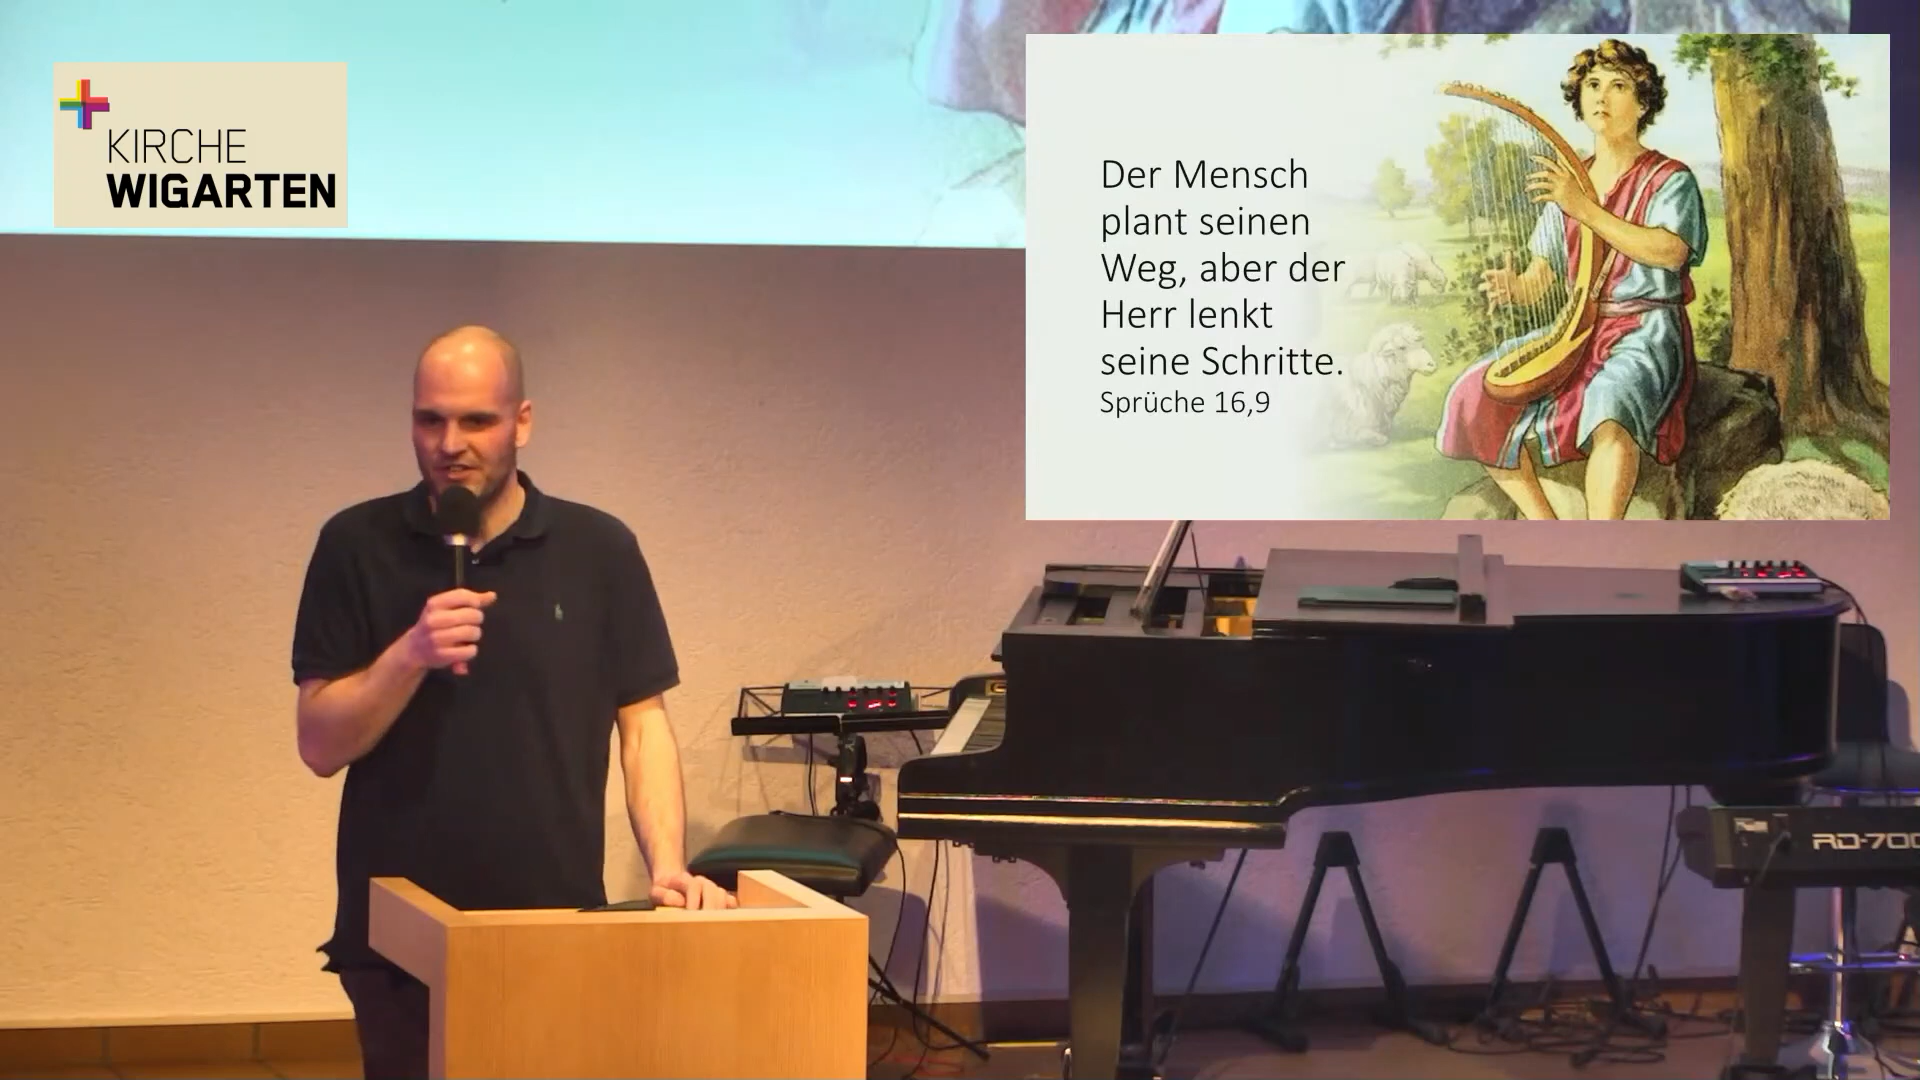 KIRCHE
WIGARTEN
Der Mensch
plant seinen
Weg, aber der
Herr lenkt
seine Schritte.
Sprüche 16,9
RD-700